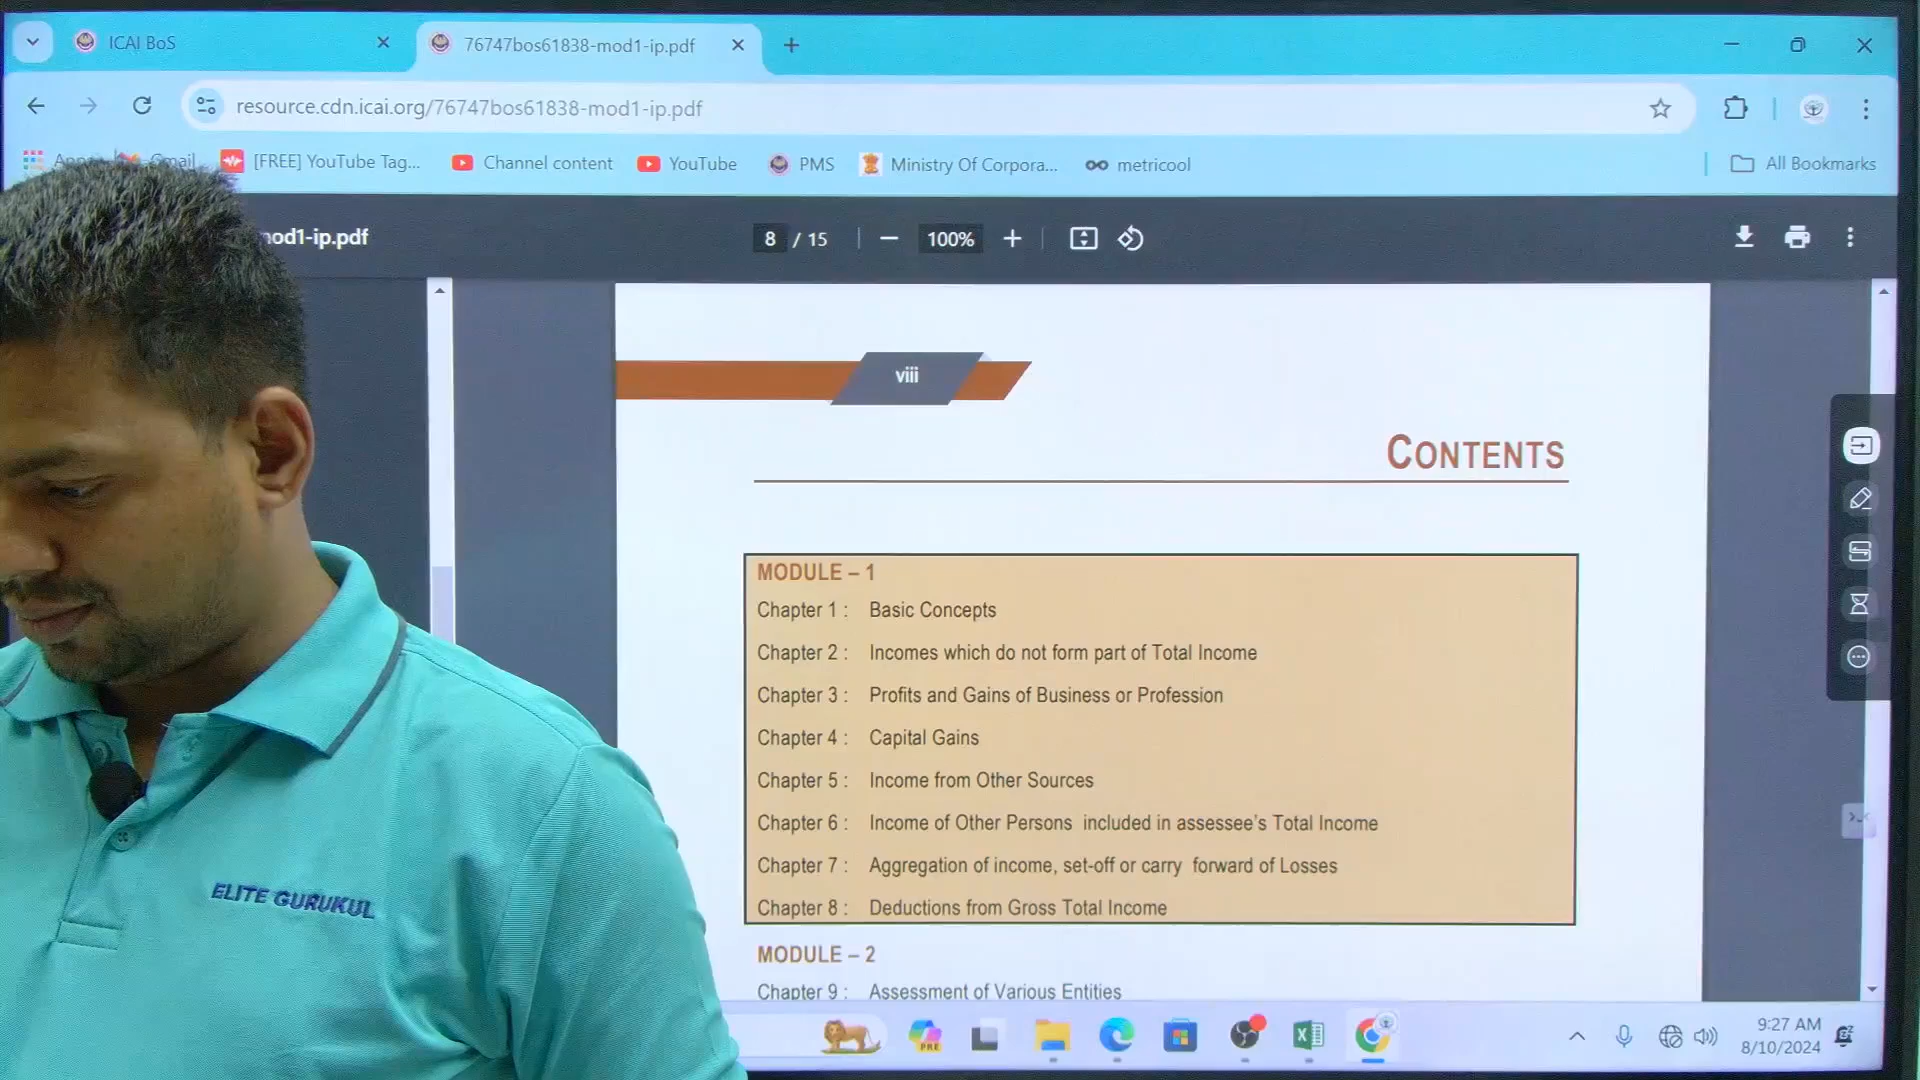 ICAI BoS
76747bos61838-mod1-ip.pdf
resource.cdn.icai.org/76747bos61838-mod1-ip.pdf
Gmail
[FREE] YouTube Tag...
Channel content
YouTube
PMS
Ministry Of Corpora...
metricool
All Bookmarks
mod1-ip.pdf
8 / 15
100%
viii
CONTENTS
MODULE – 1
Chapter 1 : Basic Concepts
Chapter 2 : Incomes which do not form part of Total Income
Chapter 3 : Profits and Gains of Business or Profession
Chapter 4 : Capital Gains
Chapter 5 : Income from Other Sources
Chapter 6 : Income of Other Persons included in assessee's Total Income
Chapter 7 : Aggregation of income, set-off or carry forward of Losses
Chapter 8 : Deductions from Gross Total Income
MODULE – 2
Chapter 9 : Assessment of Various Entities
ELITE GURUKUL
PRE
9:27 AM
8/10/2024